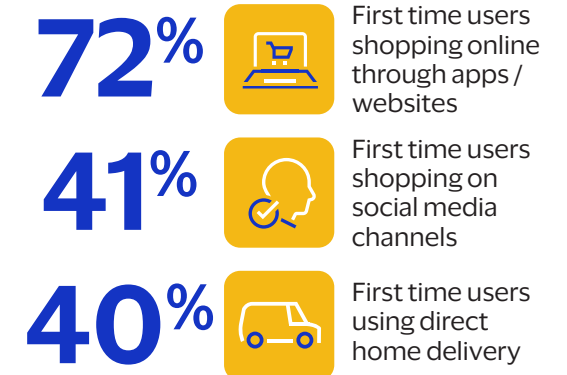 72%
First time users
shopping online
through apps /
websites
41%
First time users
shopping on
social media
channels
40%
First time users
using direct
home delivery